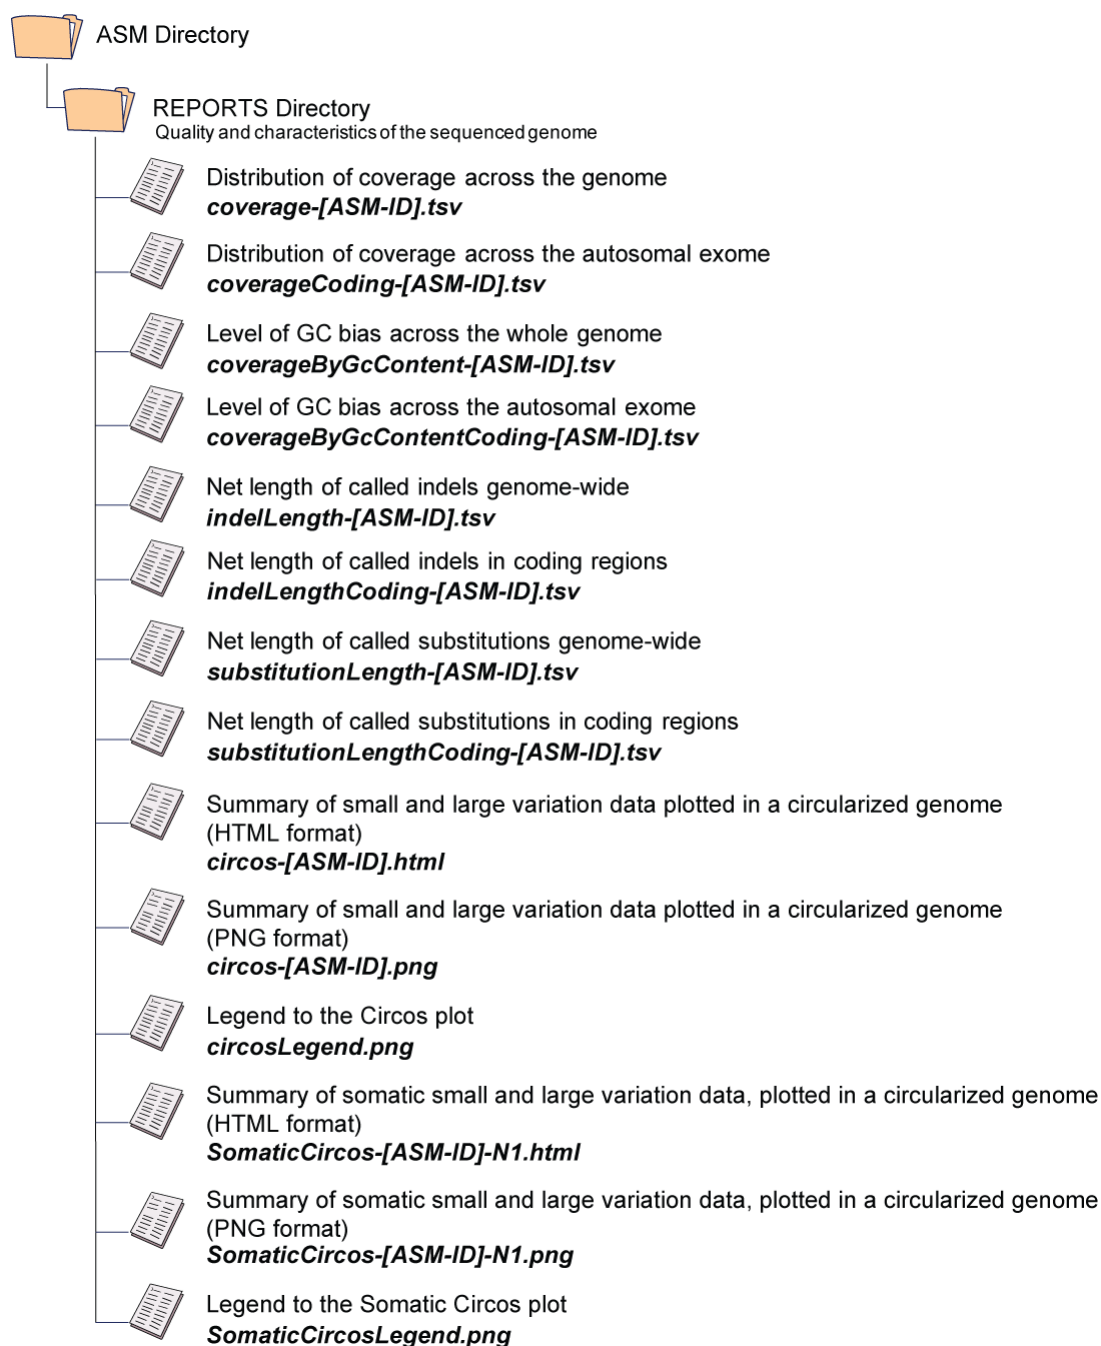 ASM Directory
REPORTS Directory
Quality and characteristics of the sequenced genome
Distribution of coverage across the genome
coverage-[ASM-ID].tsv
Distribution of coverage across the autosomal exome
coverageCoding-[ASM-ID].tsv
Level of GC bias across the whole genome
coverageByGcContent-[ASM-ID].tsv
Level of GC bias across the autosomal exome
coverageByGcContentCoding-[ASM-ID].tsv
Net length of called indels genome-wide
indelLength-[ASM-ID].tsv
Net length of called indels in coding regions
indelLengthCoding-[ASM-ID].tsv
Net length of called substitutions genome-wide
substitutionLength-[ASM-ID].tsv
Net length of called substitutions in coding regions
substitutionLengthCoding-[ASM-ID].tsv
Summary of small and large variation data plotted in a circularized genome
(HTML format)
circos-[ASM-ID].html
Summary of small and large variation data plotted in a circularized genome
(PNG format)
circos-[ASM-ID].png
Legend to the Circos plot
circosLegend.png
Summary of somatic small and large variation data, plotted in a circularized genome
(HTML format)
SomaticCircos-[ASM-ID]-N1.html
Summary of somatic small and large variation data, plotted in a circularized genome
(PNG format)
SomaticCircos-[ASM-ID]-N1.png
Legend to the Somatic Circos plot
SomaticCircosLegend.png